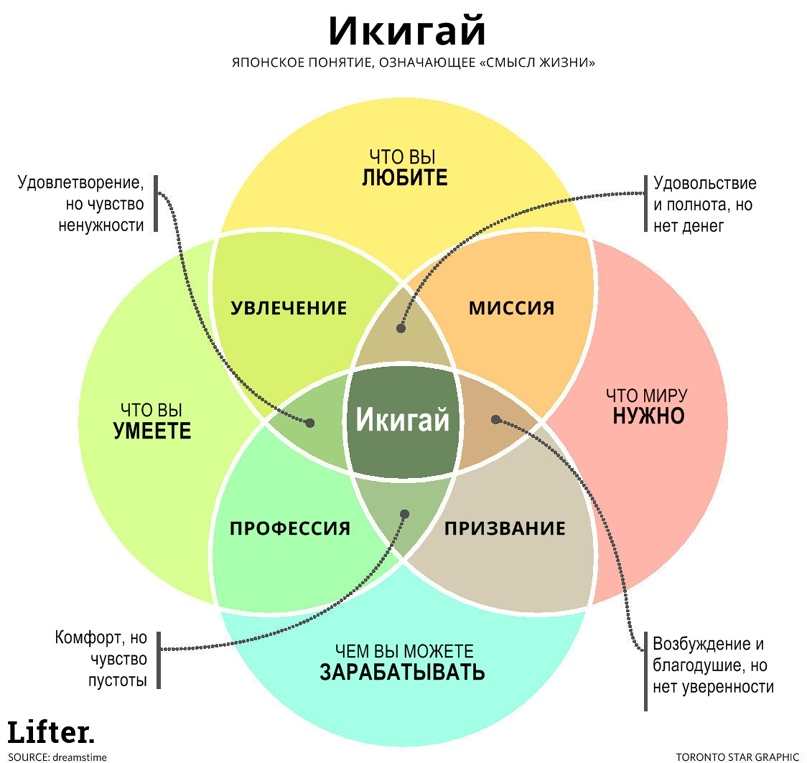 Икигай
ЯПОНСКОЕ ПОНЯТИЕ, ОЗНАЧАЮЩЕЕ «СМЫСЛ ЖИЗНИ»
ЧТО ВЫ
ЛЮБИТЕ
Удовлетворение,
но чувство
ненужности
Удовольствие
и полнота, но
нет денег
УВЛЕЧЕНИЕ
МИССИЯ
ЧТО ВЫ
УМЕЕТЕ
Икигай
ЧТО МИРУ
НУЖНО
ПРОФЕССИЯ
ПРИЗВАНИЕ
Комфорт, но
чувство
пустоты
ЧЕМ ВЫ МОЖЕТЕ
ЗАРАБАТЫВАТЬ
Возбуждение и
благодушие, но
нет уверенности
Lifter.
SOURCE: dreamstime
TORONTO STAR GRAPHIC